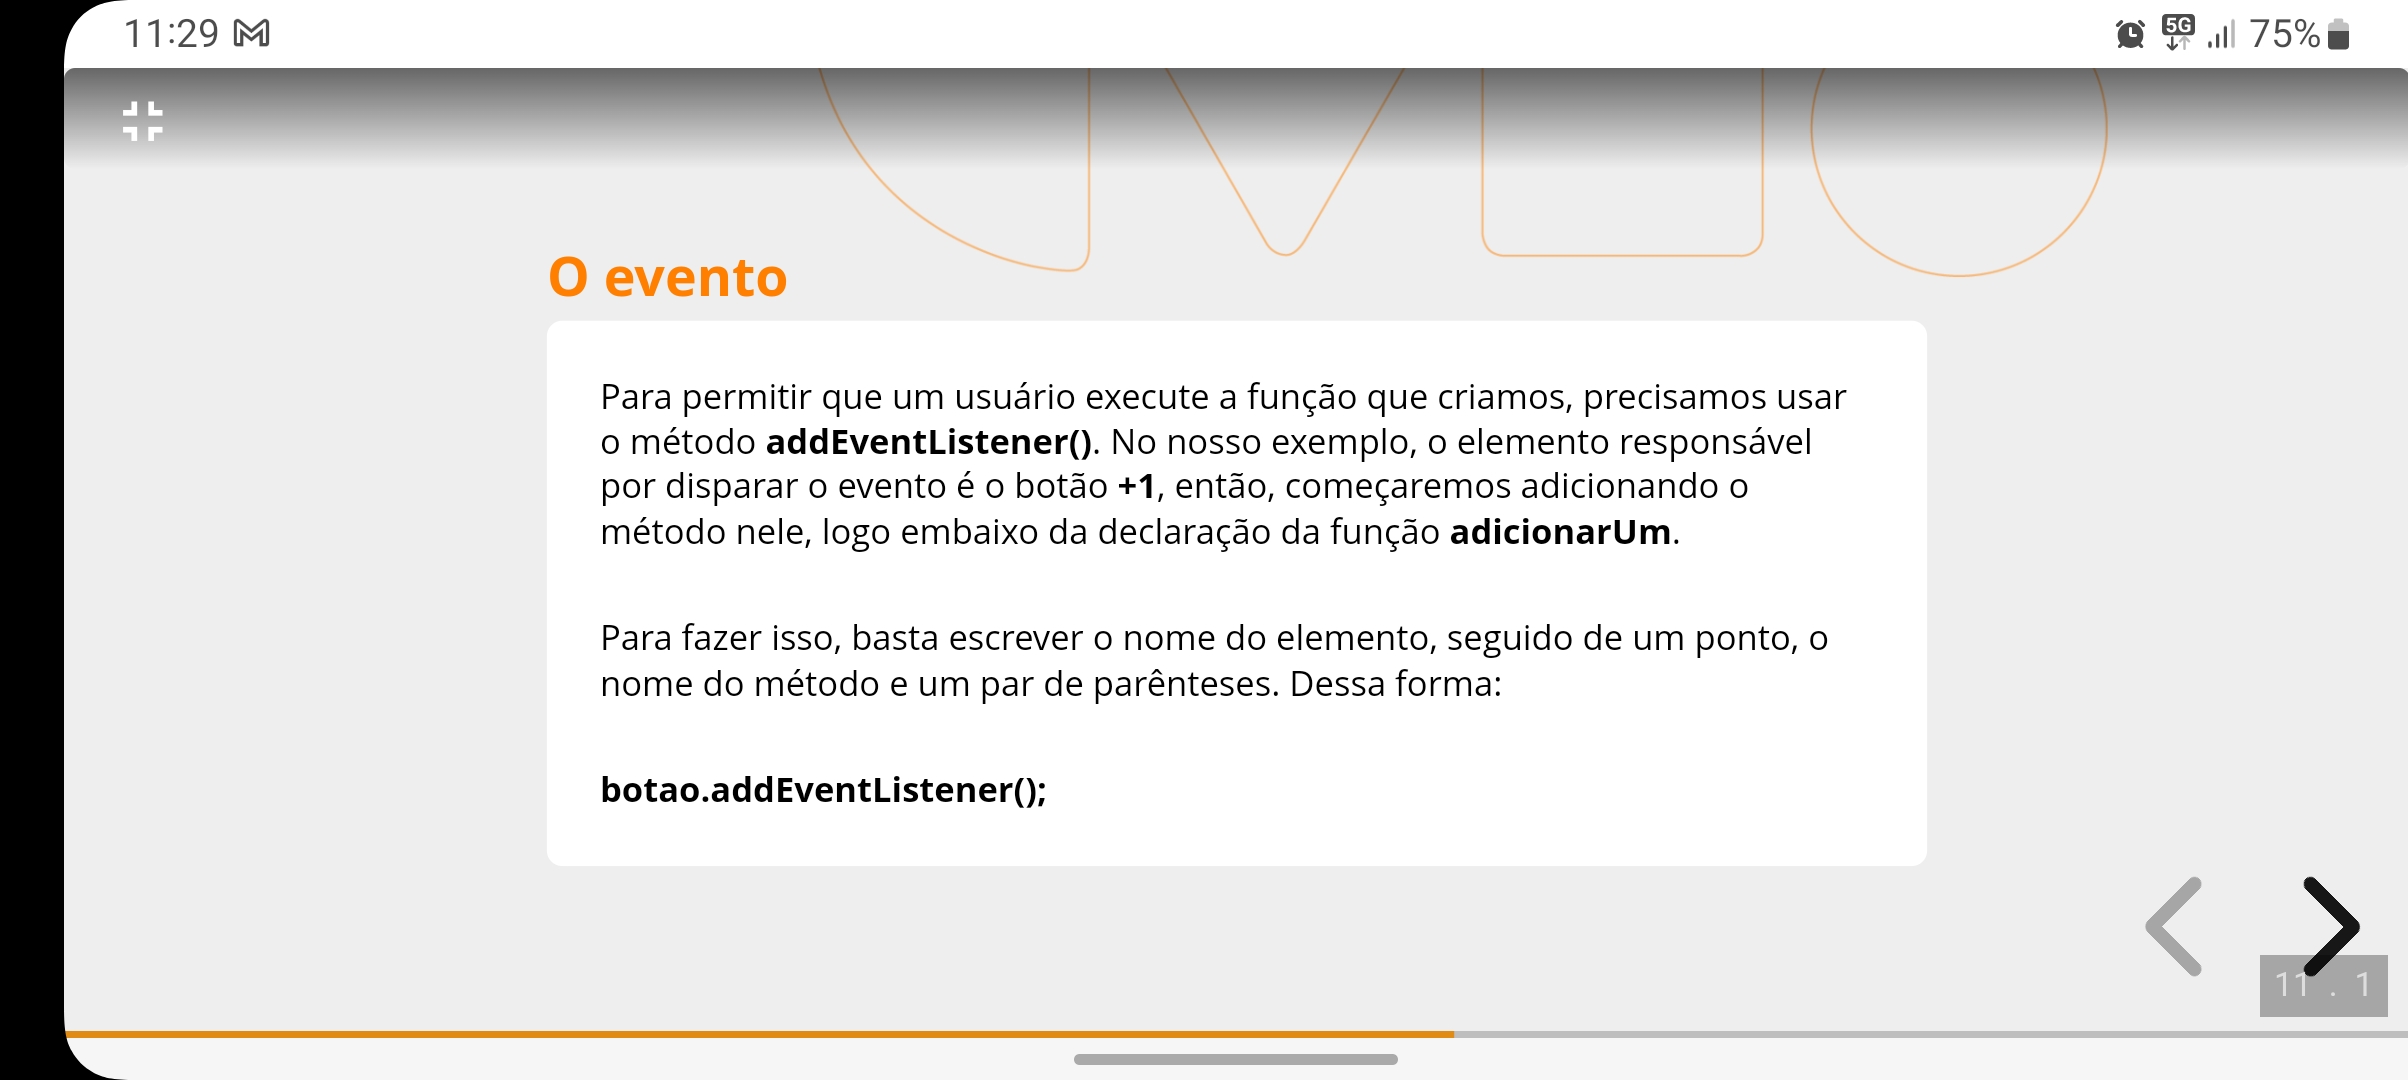 11:29
5G
75%
O evento
Para permitir que um usuário execute a função que criamos, precisamos usar
o método addEventListener(). No nosso exemplo, o elemento responsável
por disparar o evento é o botão +1, então, começaremos adicionando o
método nele, logo embaixo da declaração da função adicionarUm.
Para fazer isso, basta escrever o nome do elemento, seguido de um ponto, o
nome do método e um par de parênteses. Dessa forma:
botao.addEventListener();
11 . 1